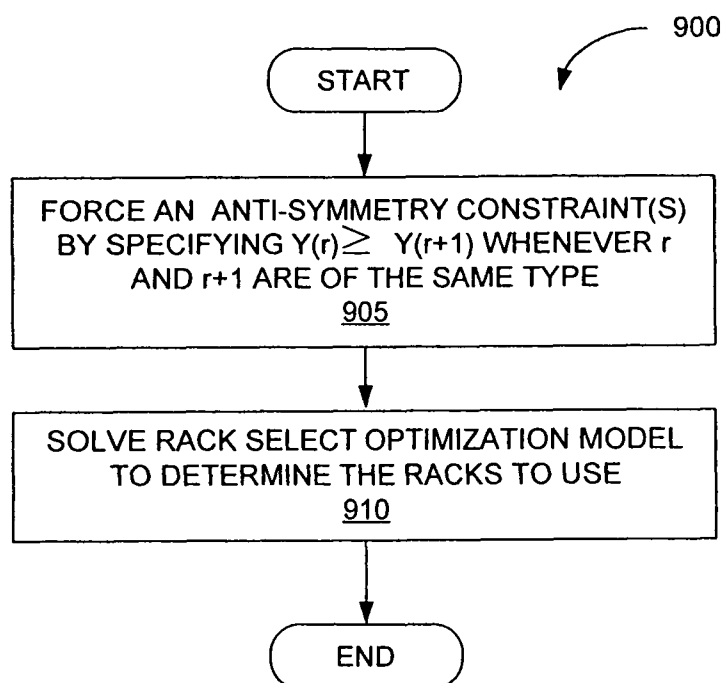 900
START
FORCE AN ANTI-SYMMETRY CONSTRAINT(S)
BY SPECIFYING Y(r) ≥ Y(r+1) WHENEVER r
AND r+1 ARE OF THE SAME TYPE
905
SOLVE RACK SELECT OPTIMIZATION MODEL
TO DETERMINE THE RACKS TO USE
910
END